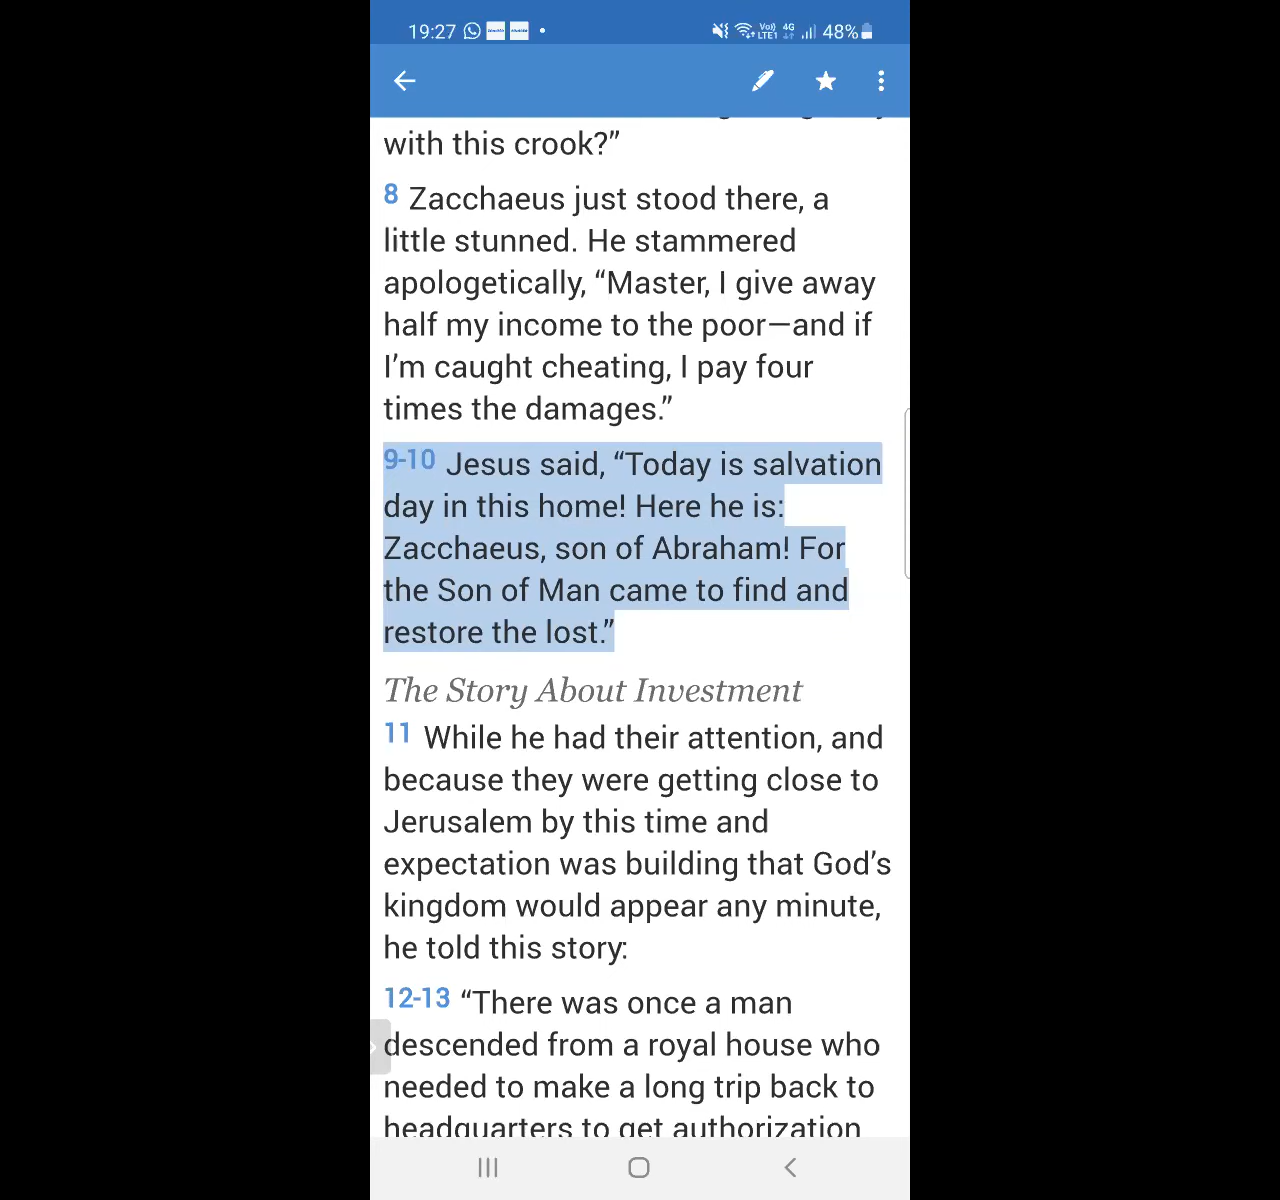 19:27 Vo) LTE1 4G 48%
with this crook?”
8 Zacchaeus just stood there, a
little stunned. He stammered
apologetically, “Master, I give away
half my income to the poor—and if
I’m caught cheating, I pay four
times the damages.”
9-10 Jesus said, “Today is salvation
day in this home! Here he is:
Zacchaeus, son of Abraham! For
the Son of Man came to find and
restore the lost.”
The Story About Investment
11 While he had their attention, and
because they were getting close to
Jerusalem by this time and
expectation was building that God’s
kingdom would appear any minute,
he told this story:
12-13 “There was once a man
descended from a royal house who
needed to make a long trip back to
headquarters to get authorization